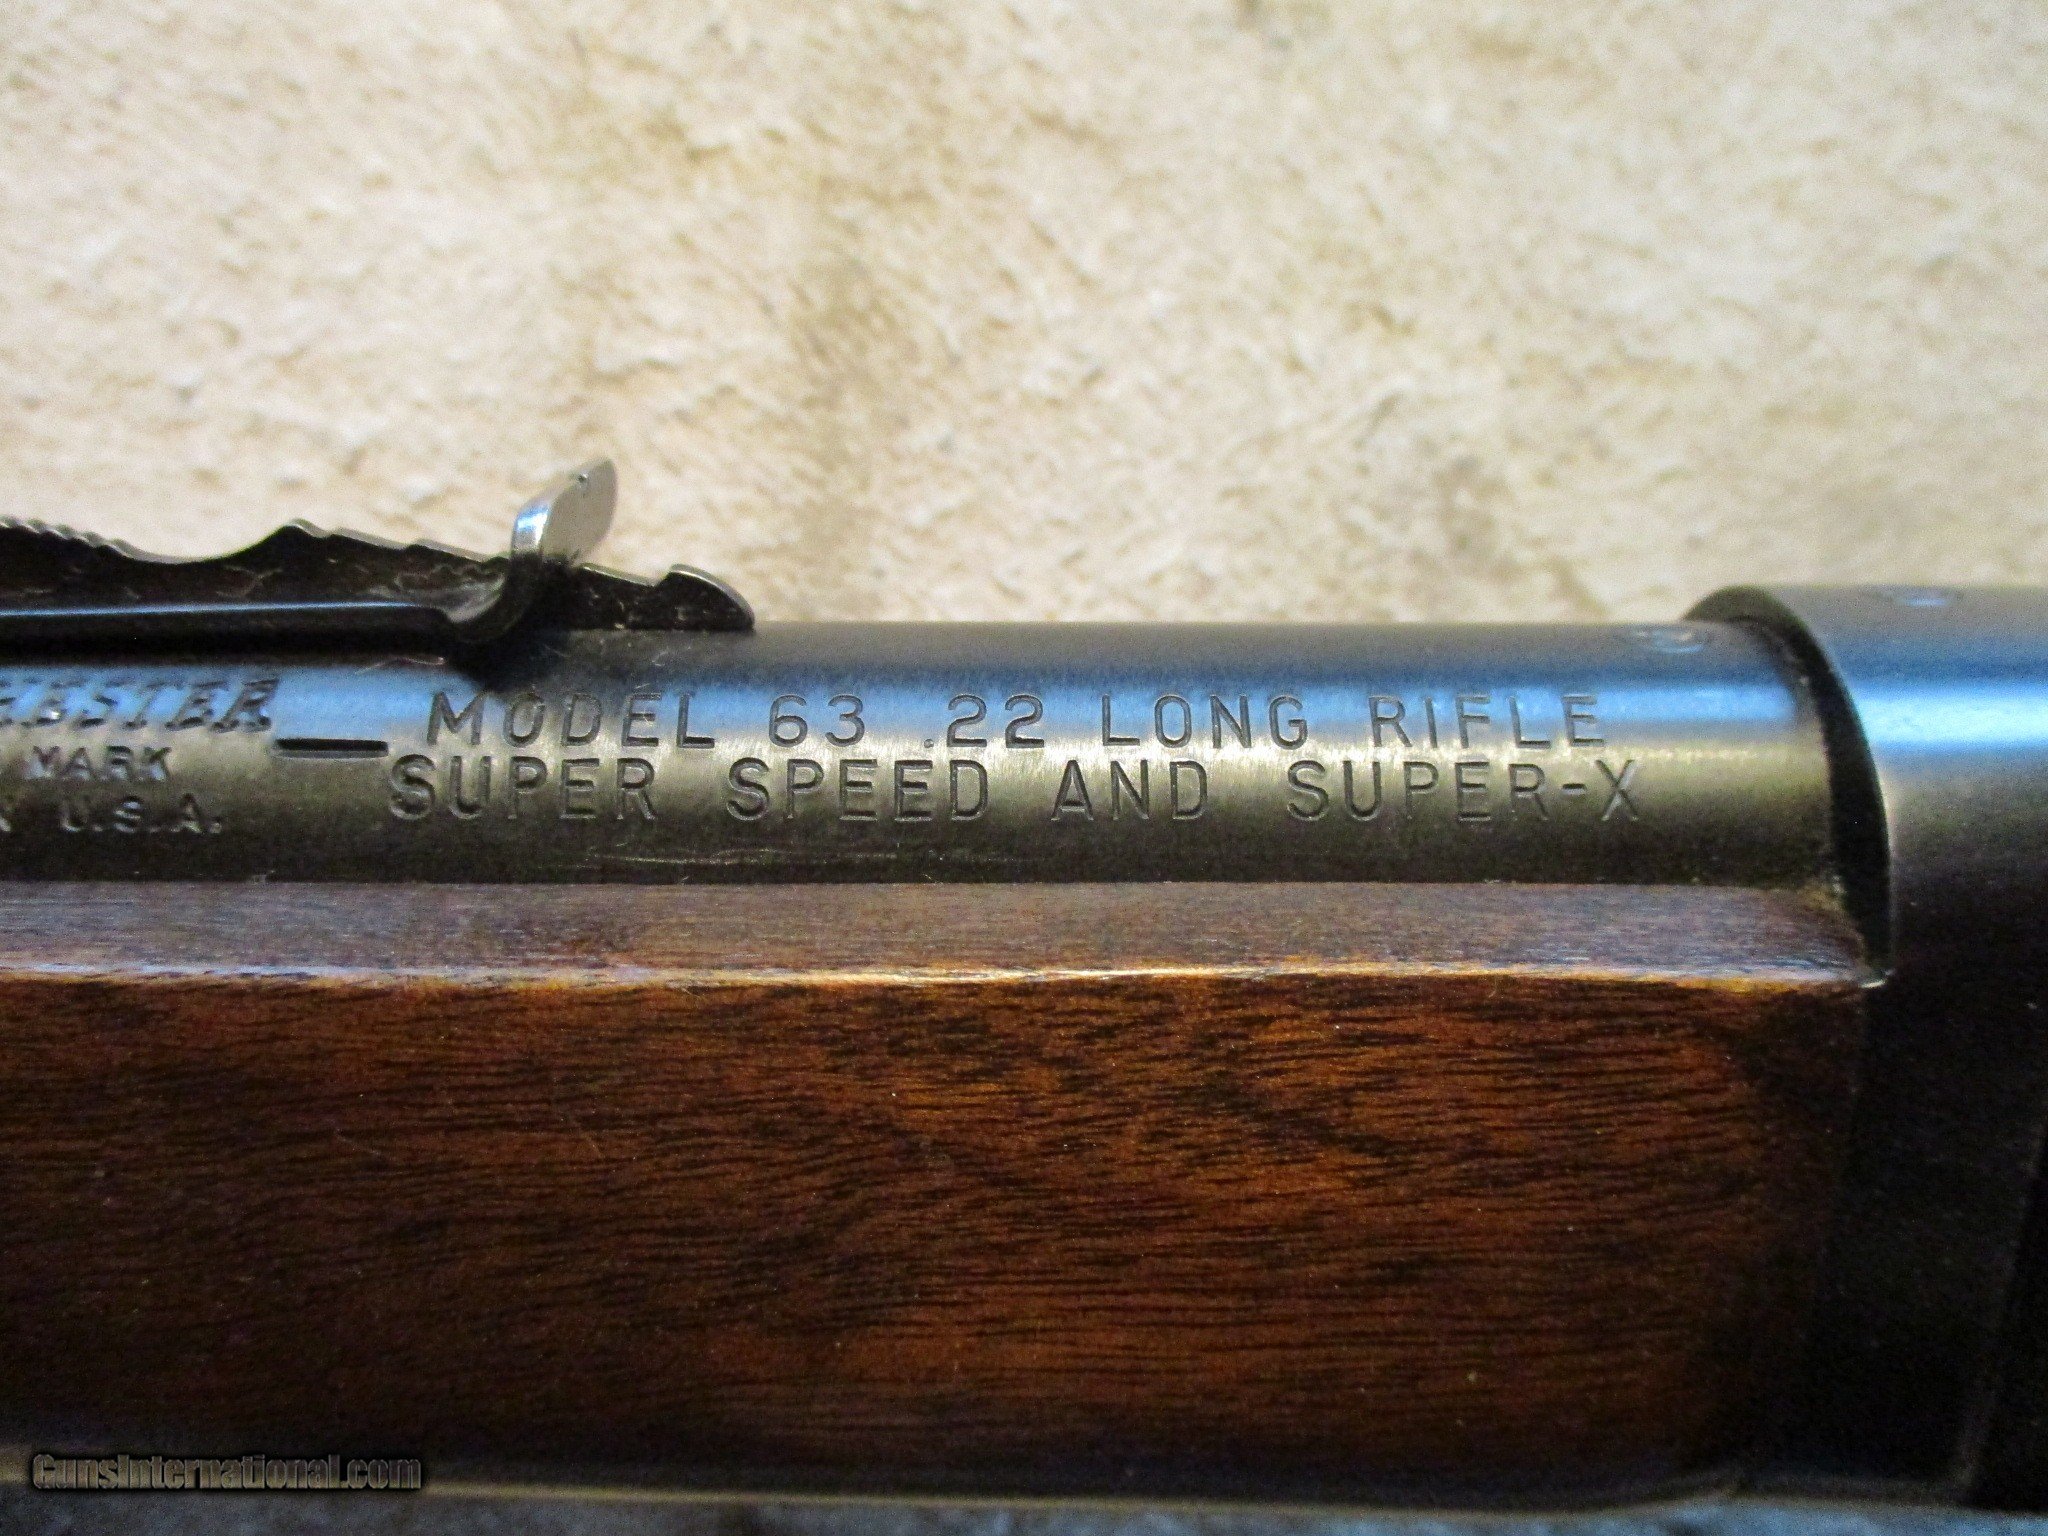 MODEL 63 .22 LONG RIFLE
SUPER SPEED AND SUPER-X
MARK
U.S.A.
GunsInternational.com